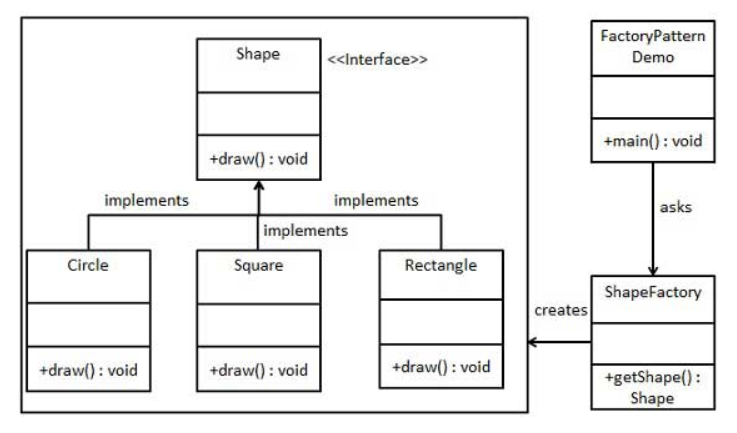 Shape
<<Interface>>
+draw() : void
implements
implements
implements
Circle
+draw() : void
Square
+draw() : void
Rectangle
+draw() : void
FactoryPattern
Demo
+main() : void
asks
ShapeFactory
creates
+getShape() :
Shape